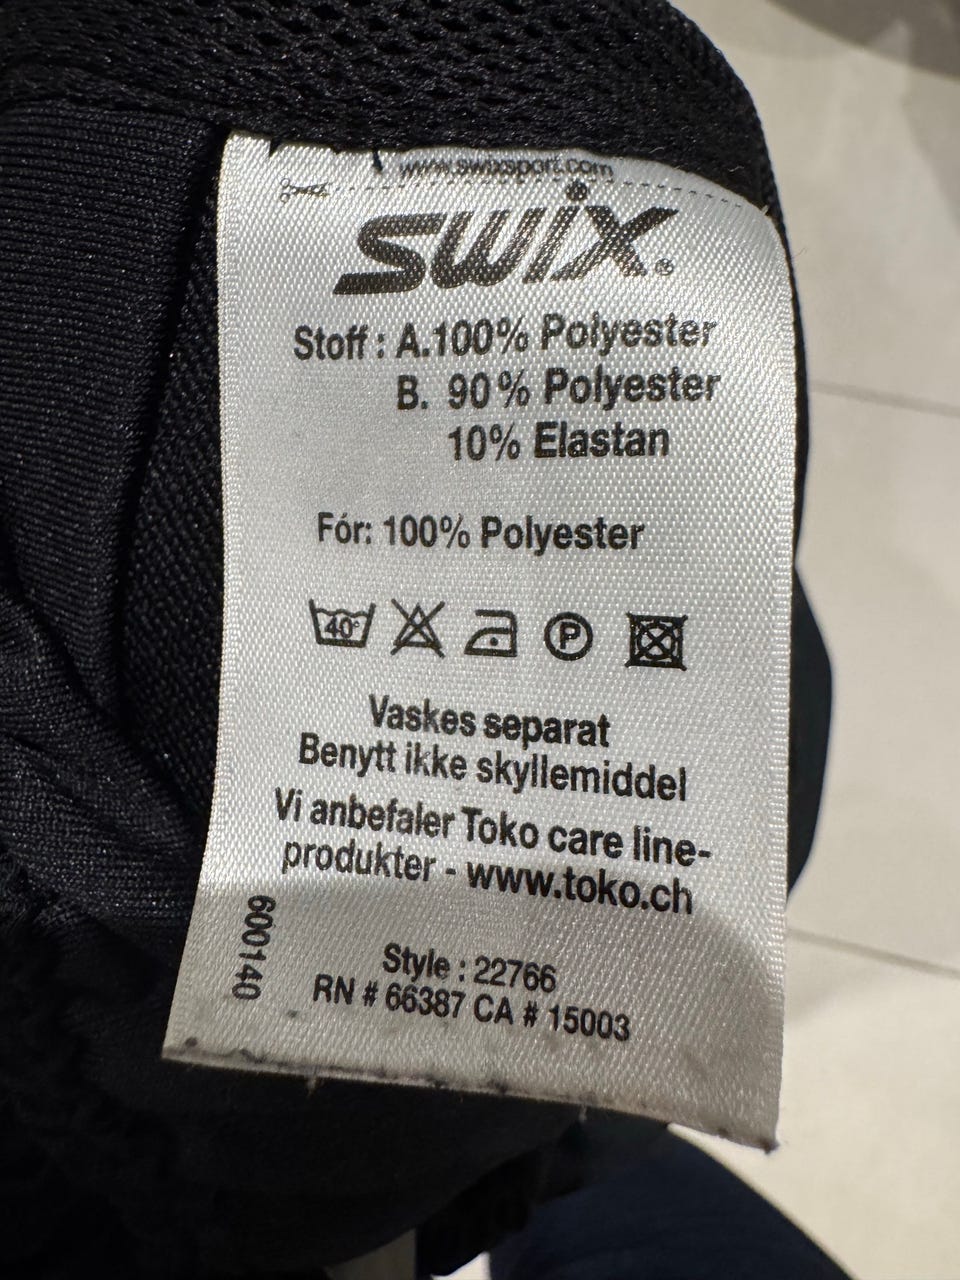 www.swixsport.com
swix®
Stoff : A.100% Polyester
B. 90% Polyester
10% Elastan
Fór: 100% Polyester
40° P
Vaskes separat
Benytt ikke skyllemiddel
Vi anbefaler Toko care line-
produkter - www.toko.ch
600140
Style : 22766
RN # 66387 CA # 15003